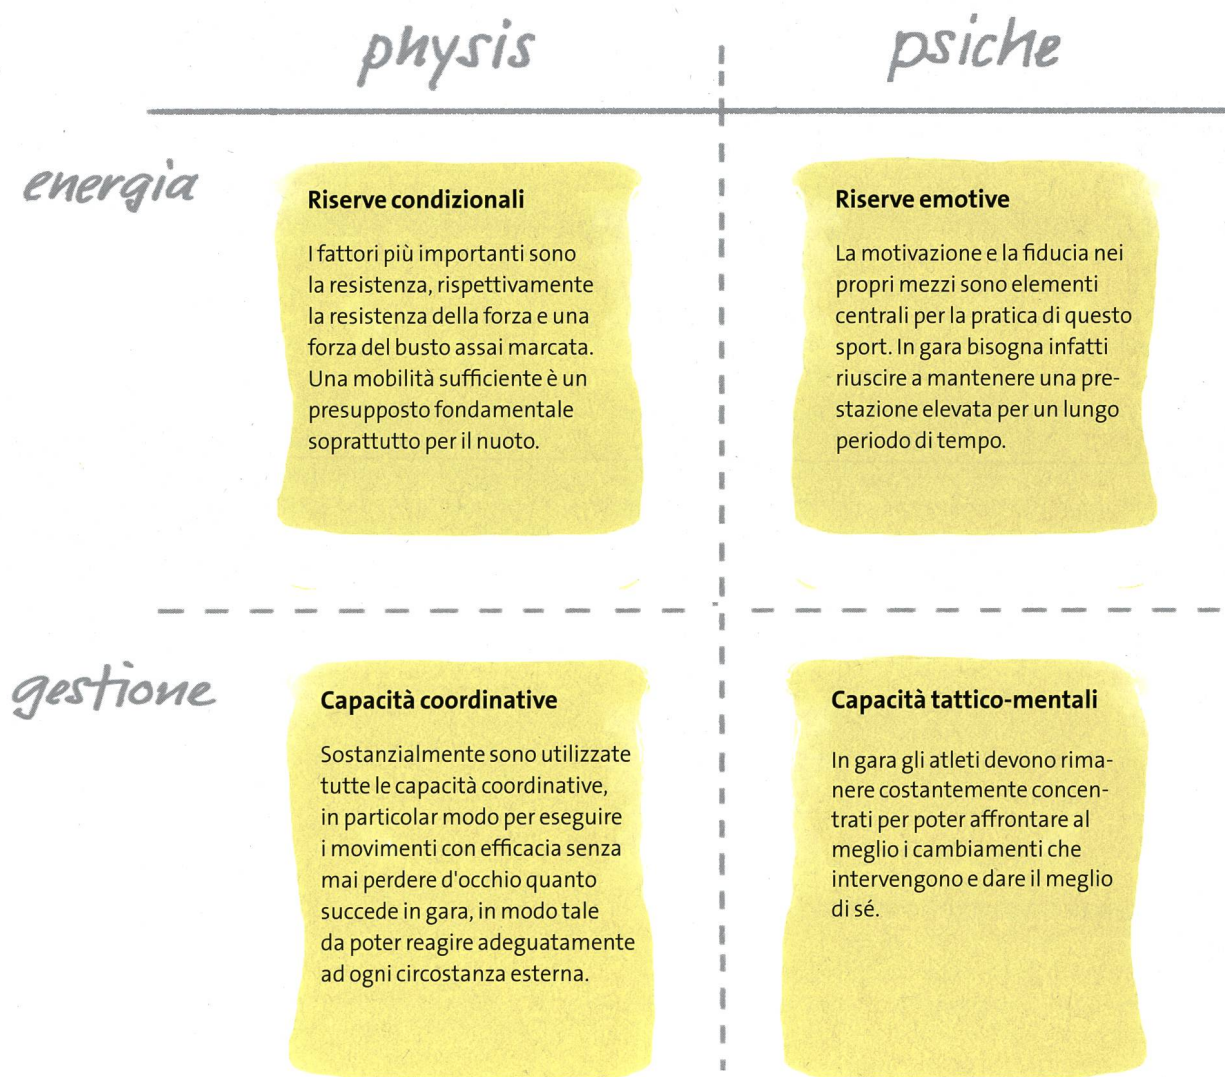 physis
psiche
energia
Riserve condizionali
I fattori più importanti sono
la resistenza, rispettivamente
la resistenza della forza e una
forza del busto assai marcata.
Una mobilità sufficiente è un
presupposto fondamentale
soprattutto per il nuoto.
Riserve emotive
La motivazione e la fiducia nei
propri mezzi sono elementi
centrali per la pratica di questo
sport. In gara bisogna infatti
riuscire a mantenere una pre-
stazione elevata per un lungo
periodo di tempo.
gestione
Capacità coordinative
Sostanzialmente sono utilizzate
tutte le capacità coordinative,
in particolar modo per eseguire
i movimenti con efficacia senza
mai perdere d'occhio quanto
succede in gara, in modo tale
da poter reagire adeguatamente
ad ogni circostanza esterna.
Capacità tattico-mentali
In gara gli atleti devono rima-
nere costantemente concen-
trati per poter affrontare al
meglio i cambiamenti che
intervengono e dare il meglio
di sé.